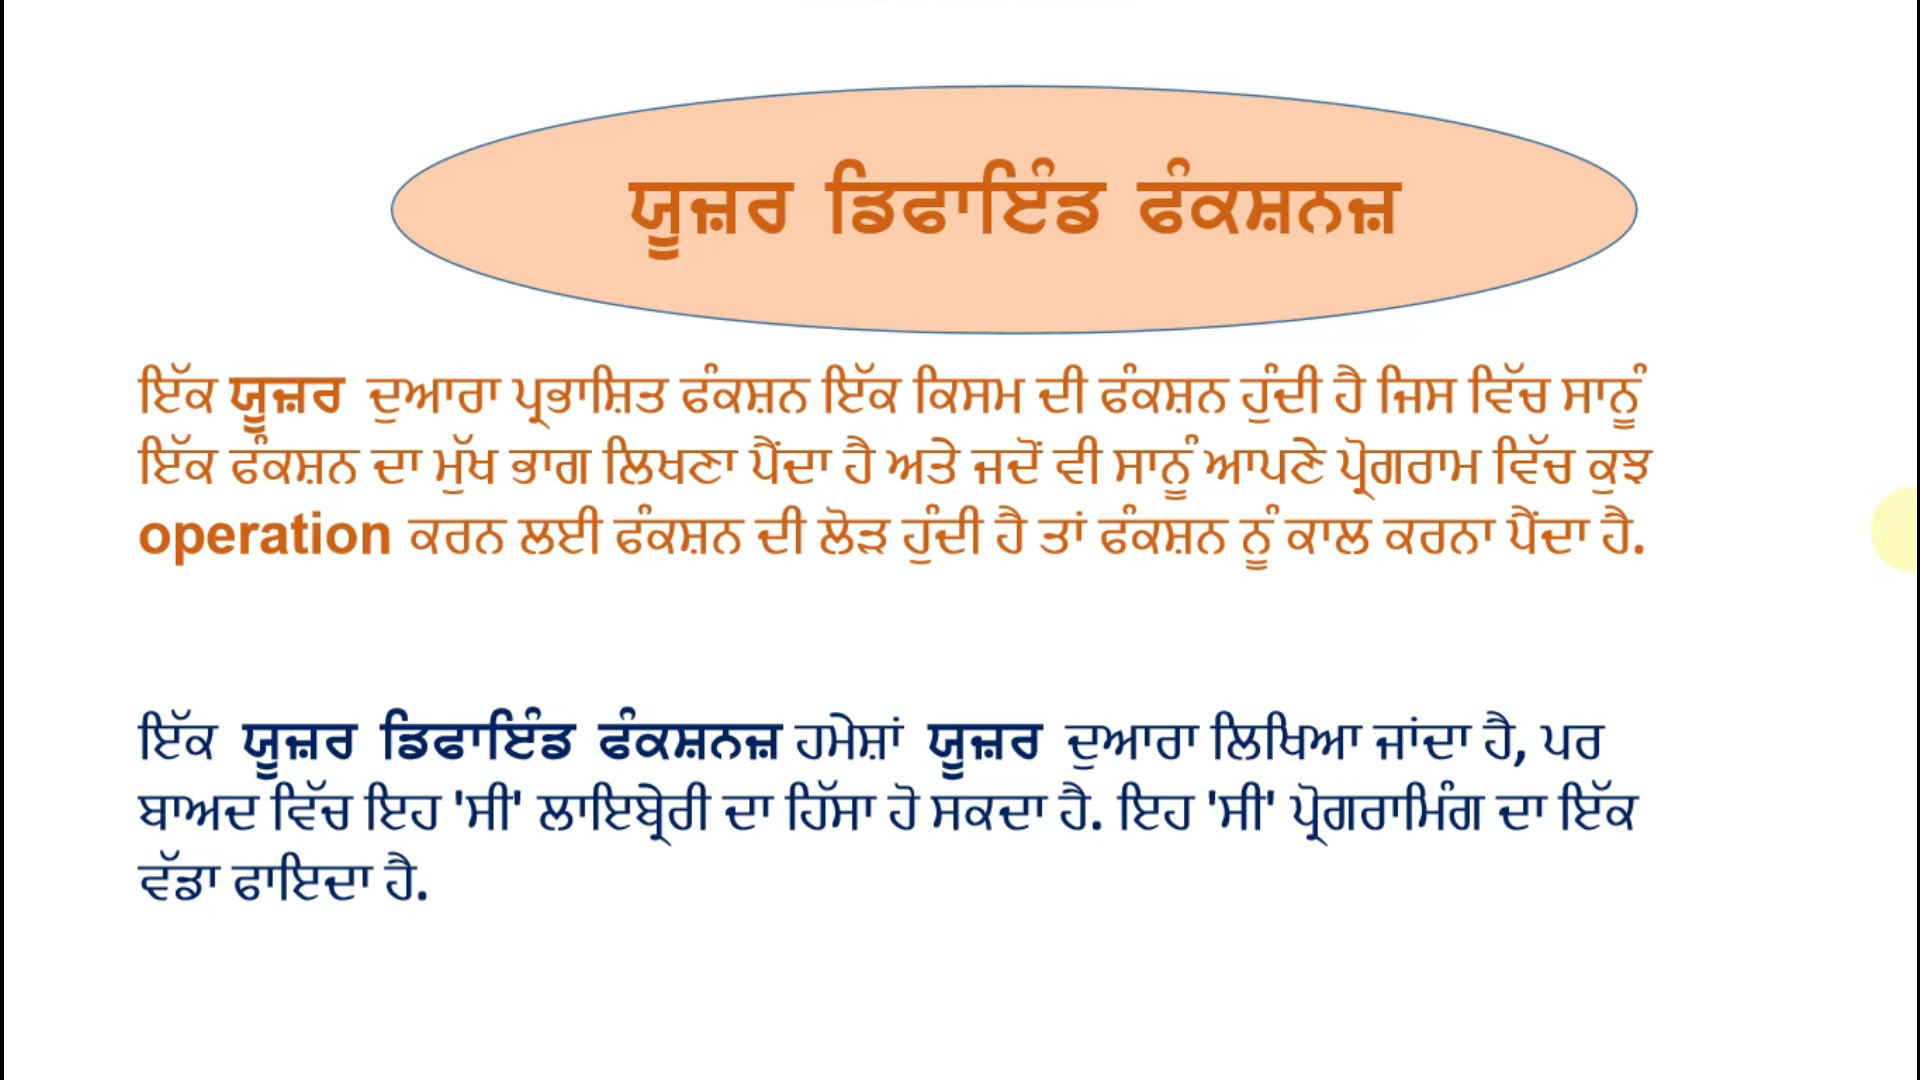 ਯੂਜ਼ਰ ਡਿਫਾਇੰਡ ਫੰਕਸ਼ਨਜ਼
ਇੱਕ ਯੂਜ਼ਰ ਦੁਆਰਾ ਪ੍ਰਭਾਸ਼ਿਤ ਫੰਕਸ਼ਨ ਇੱਕ ਕਿਸਮ ਦੀ ਫੰਕਸ਼ਨ ਹੁੰਦੀ ਹੈ ਜਿਸ ਵਿੱਚ ਸਾਨੂੰ
ਇੱਕ ਫੰਕਸ਼ਨ ਦਾ ਮੁੱਖ ਭਾਗ ਲਿਖਣਾ ਪੈਂਦਾ ਹੈ ਅਤੇ ਜਦੋਂ ਵੀ ਸਾਨੂੰ ਆਪਣੇ ਪ੍ਰੋਗਰਾਮ ਵਿੱਚ ਕੁਝ
operation ਕਰਨ ਲਈ ਫੰਕਸ਼ਨ ਦੀ ਲੋੜ ਹੁੰਦੀ ਹੈ ਤਾਂ ਫੰਕਸ਼ਨ ਨੂੰ ਕਾਲ ਕਰਨਾ ਪੈਂਦਾ ਹੈ.
ਇੱਕ ਯੂਜ਼ਰ ਡਿਫਾਇੰਡ ਫੰਕਸ਼ਨਜ਼ ਹਮੇਸ਼ਾਂ ਯੂਜ਼ਰ ਦੁਆਰਾ ਲਿਖਿਆ ਜਾਂਦਾ ਹੈ, ਪਰ
ਬਾਅਦ ਵਿੱਚ ਇਹ 'ਸੀ' ਲਾਇਬ੍ਰੇਰੀ ਦਾ ਹਿੱਸਾ ਹੋ ਸਕਦਾ ਹੈ. ਇਹ 'ਸੀ' ਪ੍ਰੋਗਰਾਮਿੰਗ ਦਾ ਇੱਕ
ਵੱਡਾ ਫਾਇਦਾ ਹੈ.